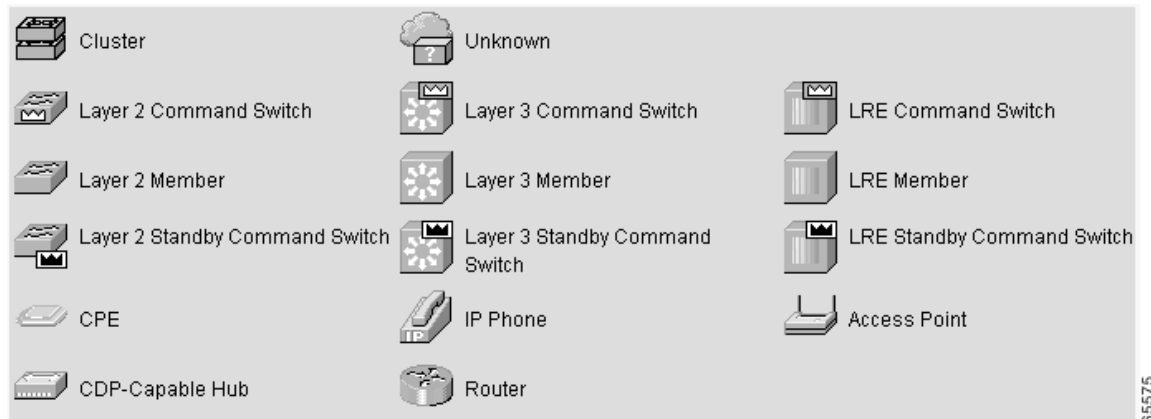 Cluster
Unknown
Layer 2 Command Switch
Layer 3 Command Switch
LRE Command Switch
Layer 2 Member
Layer 3 Member
LRE Member
Layer 2 Standby Command Switch
Layer 3 Standby Command
Switch
LRE Standby Command Switch
CPE
IP
IP Phone
Access Point
CDP-Capable Hub
Router
?
65575